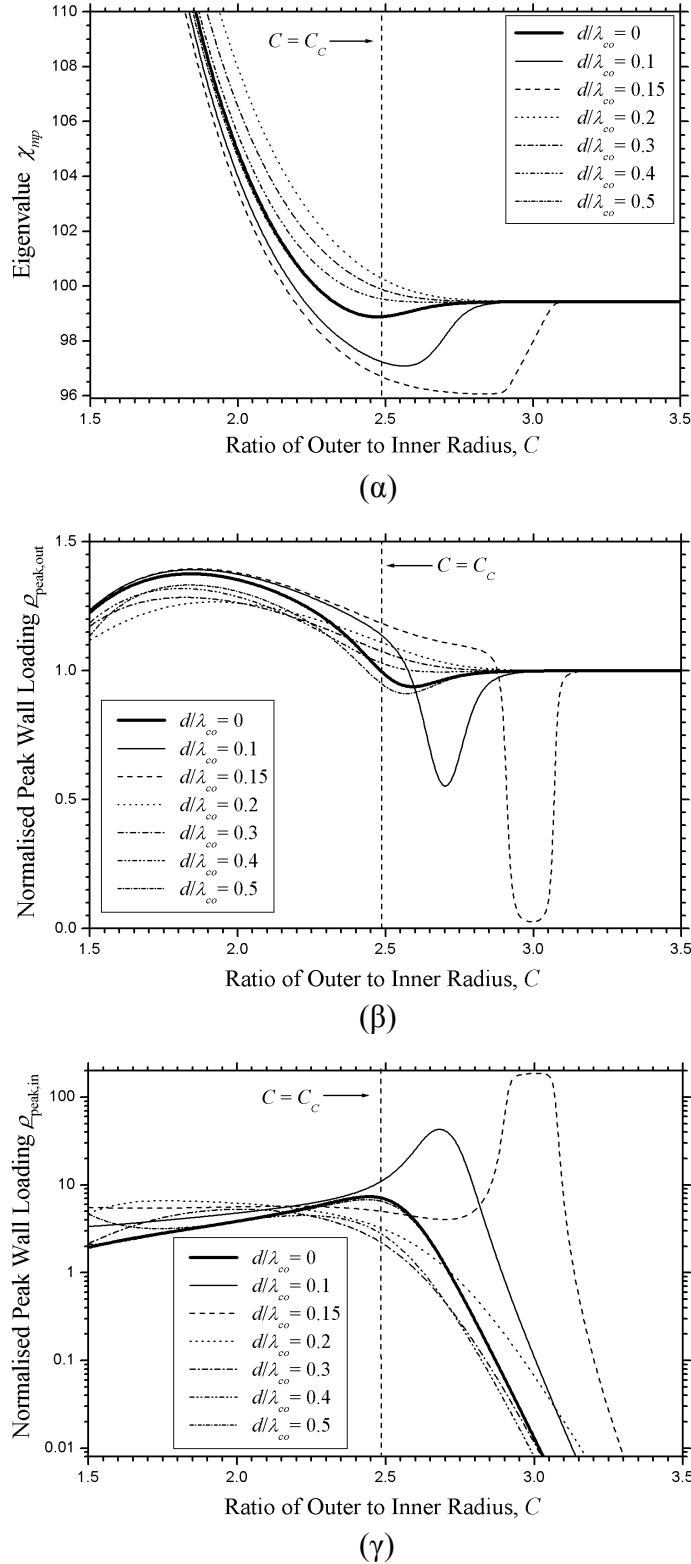 110
108
106
104
102
100
98
96
Eigenvalue χmp
C = CC
d/λco = 0
d/λco = 0.1
d/λco = 0.15
d/λco = 0.2
d/λco = 0.3
d/λco = 0.4
d/λco = 0.5
1.5 2.0 2.5 3.0 3.5
Ratio of Outer to Inner Radius, C
(α)
1.5
1.0
0.5
0.0
Normalised Peak Wall Loading ρpeak,out
C = CC
d/λco = 0
d/λco = 0.1
d/λco = 0.15
d/λco = 0.2
d/λco = 0.3
d/λco = 0.4
d/λco = 0.5
1.5 2.0 2.5 3.0 3.5
Ratio of Outer to Inner Radius, C
(β)
100
10
1
0.1
0.01
Normalised Peak Wall Loading ρpeak,in
C = CC
d/λco = 0
d/λco = 0.1
d/λco = 0.15
d/λco = 0.2
d/λco = 0.3
d/λco = 0.4
d/λco = 0.5
1.5 2.0 2.5 3.0 3.5
Ratio of Outer to Inner Radius, C
(γ)